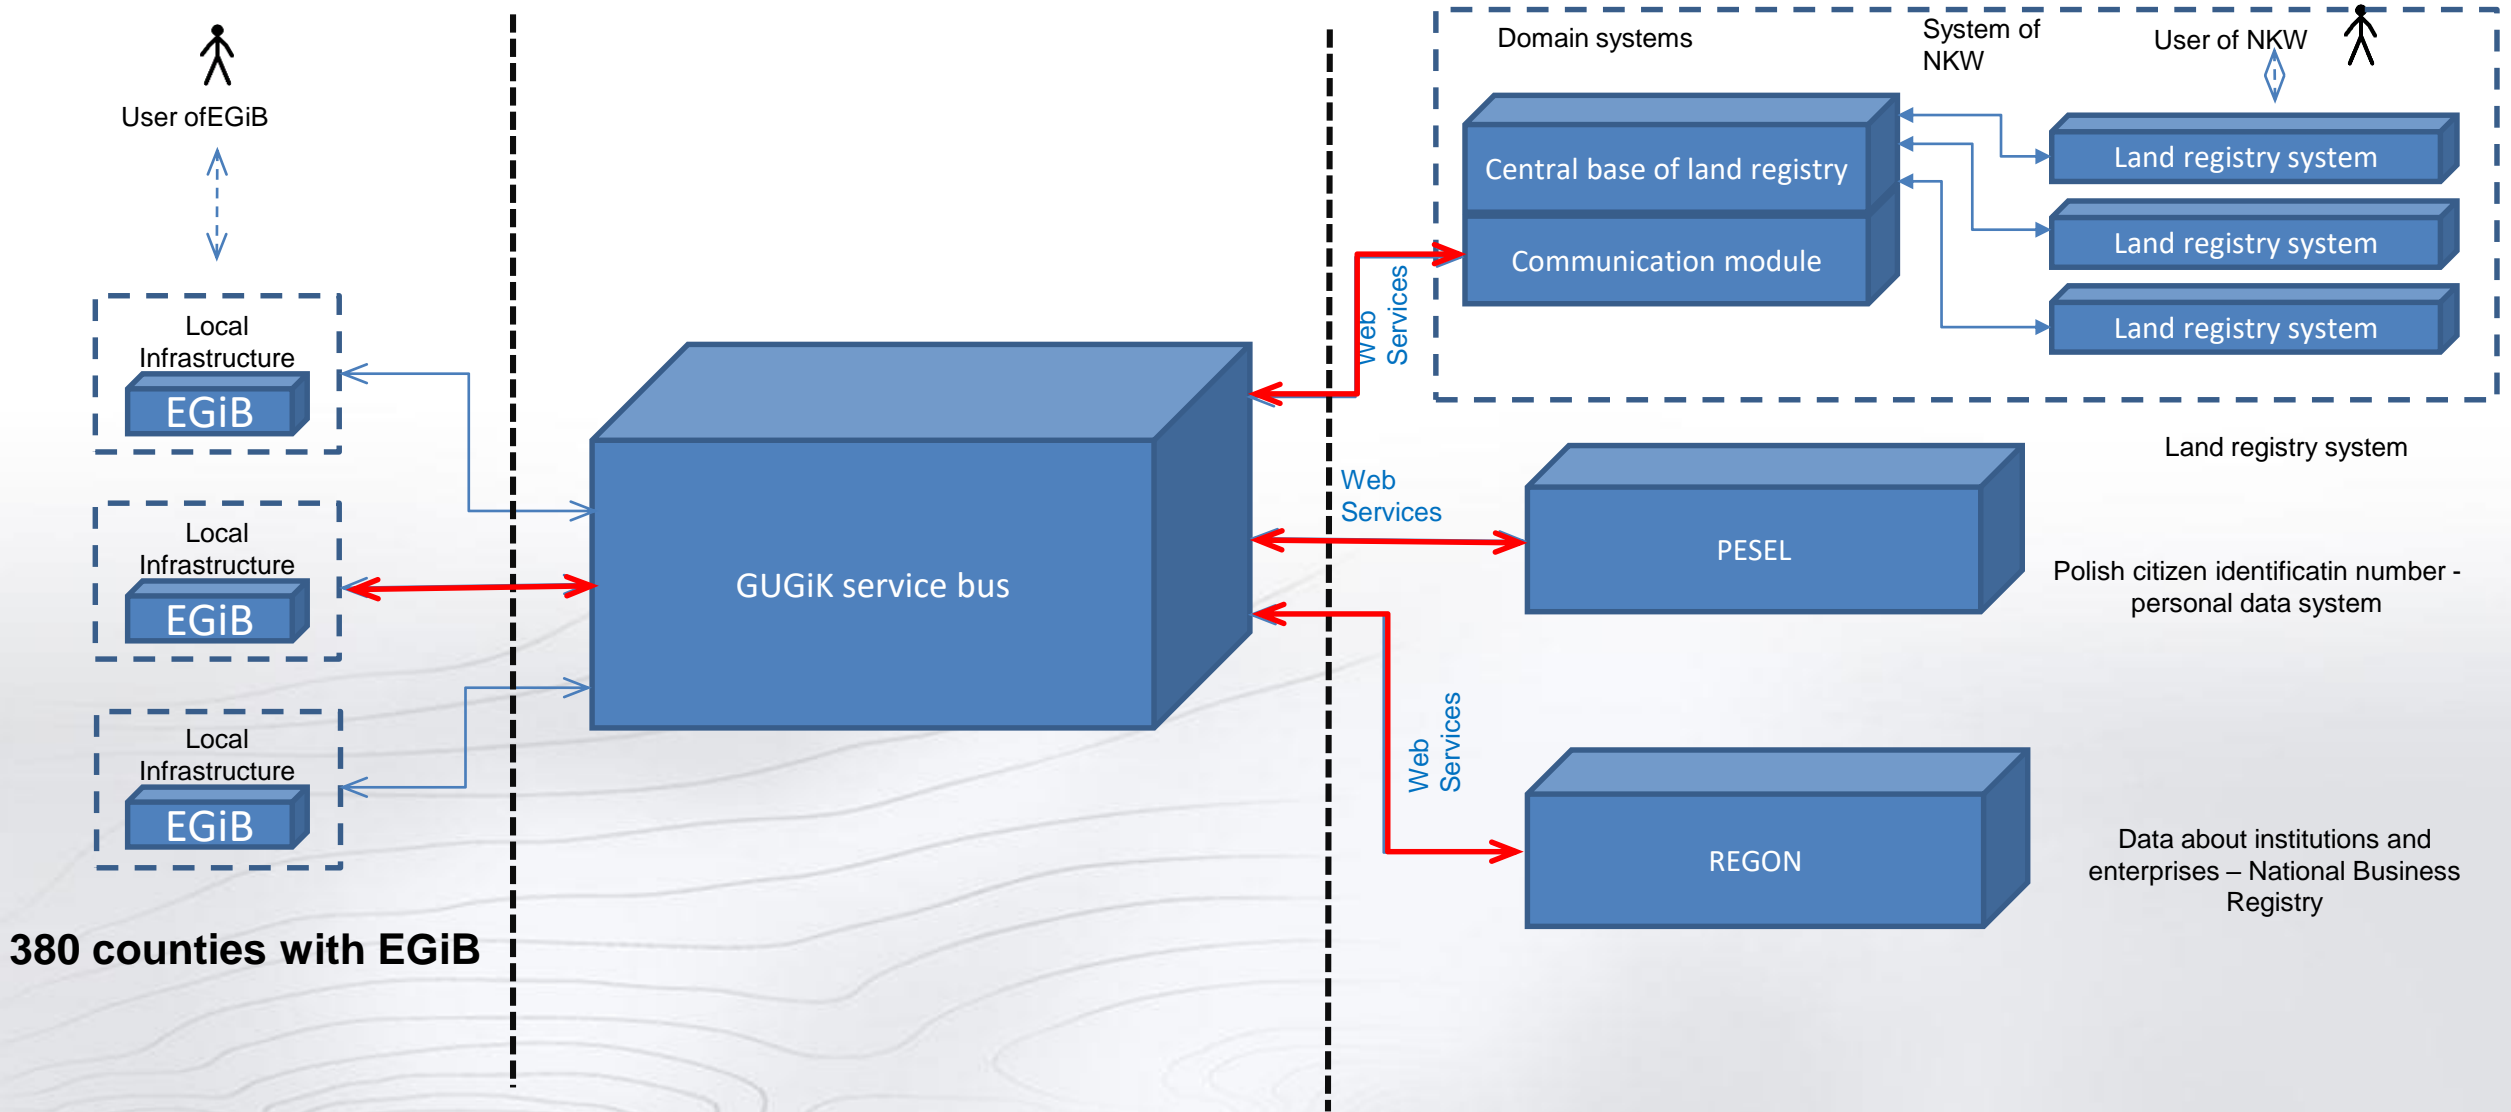 User ofEGiB
Local
Infrastructure
EGiB
Local
Infrastructure
EGiB
Local
Infrastructure
EGiB
380 counties with EGiB
GUGiK service bus
Web
Services
Web
Services
Web
Services
Domain systems
System of
NKW
User of NKW
Central base of land registry
Communication module
Land registry system
Land registry system
Land registry system
Land registry system
PESEL
Polish citizen identificatin number -
personal data system
REGON
Data about institutions and
enterprises – National Business
Registry